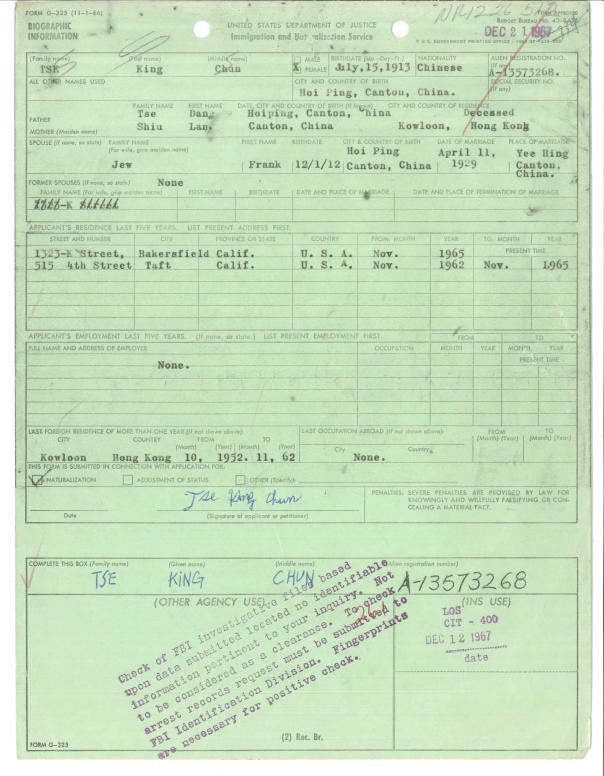 FORM G-325 (11-1-66)
BIOGRAPHIC INFORMATION
UNITED STATES DEPARTMENT OF JUSTICE
Immigration and Naturalization Service
Form Approved
DEC 21 1967
(Family name) (First name) (Middle name) MALE FEMALE BIRTHDATE (Mo.-Day-Yr.) NATIONALITY ALIEN REGISTRATION NO. (If any)
TSE King Chun X July,15,1913 Chinese A-13573268.
ALL OTHER NAMES USED CITY AND COUNTRY OF BIRTH SOCIAL SECURITY NO. (If any)
Hoi Ping, Canton, China.
FAMILY NAME FIRST NAME DATE, CITY AND COUNTRY OF BIRTH (If known) CITY AND COUNTRY OF RESIDENCE
FATHER Tse Dang Hoiping, Canton, China Deceased
MOTHER (Maiden name) Shiu Lan. Canton, China Kowloon, Hong Kong
SPOUSE (If none, so state) FAMILY NAME (For wife, give maiden name) FIRST NAME BIRTHDATE CITY & COUNTRY OF BIRTH DATE OF MARRIAGE PLACE OF MARRIAGE
Jew Frank 12/1/12 Hoi Ping Canton, China April 11, 1929 Yee Hing Canton, China.
FORMER SPOUSES (If none, so state) None
FAMILY NAME (For wife, give maiden name) FIRST NAME BIRTHDATE DATE AND PLACE OF MARRIAGE DATE AND PLACE OF TERMINATION OF MARRIAGE
APPLICANT'S RESIDENCE LAST FIVE YEARS. LIST PRESENT ADDRESS FIRST.
STREET AND NUMBER CITY PROVINCE OR STATE COUNTRY FROM: MONTH YEAR TO: MONTH YEAR
1323-K Street, Bakersfield Calif. U. S. A. Nov. 1965 PRESENT TIME
515 4th Street Taft Calif. U. S. A. Nov. 1962 Nov. 1965
APPLICANT'S EMPLOYMENT LAST FIVE YEARS. (If none, so state.) LIST PRESENT EMPLOYMENT FIRST. FROM TO
FULL NAME AND ADDRESS OF EMPLOYER OCCUPATION MONTH YEAR MONTH YEAR
None. PRESENT TIME
LAST FOREIGN RESIDENCE OF MORE THAN ONE YEAR (If not shown above): LAST OCCUPATION ABROAD (If not shown above): FROM TO
CITY COUNTRY FROM TO (Month) (Year) (Month) (Year)
(Month) (Year) (Month) (Year) City Country
Kowloon Hong Kong 10, 1952. 11, 62 None.
THIS FORM IS SUBMITTED IN CONNECTION WITH APPLICATION FOR:
NATURALIZATION ADJUSTMENT OF STATUS OTHER (Specify):
Tse King Chun
Date (Signature of applicant or petitioner)
PENALTIES: SEVERE PENALTIES ARE PROVIDED BY LAW FOR KNOWINGLY AND WILLFULLY FALSIFYING OR CONCEALING A MATERIAL FACT.
COMPLETE THIS BOX (Family name) (Given name) (Middle name) (Alien registration number)
TSE KING CHUN A-13573268
(OTHER AGENCY USE) (INS USE)
Check of FBI investigative files based
upon data submitted located no identifiable
information pertinent to your inquiry. Not
to be considered as a clearance. To check
arrest records request must be submitted to
FBI Identification Division. Fingerprints
are necessary for positive check.
LOS
CIT - 400
DEC 12 1967
date
(2) Rec. Br.
FORM G-325